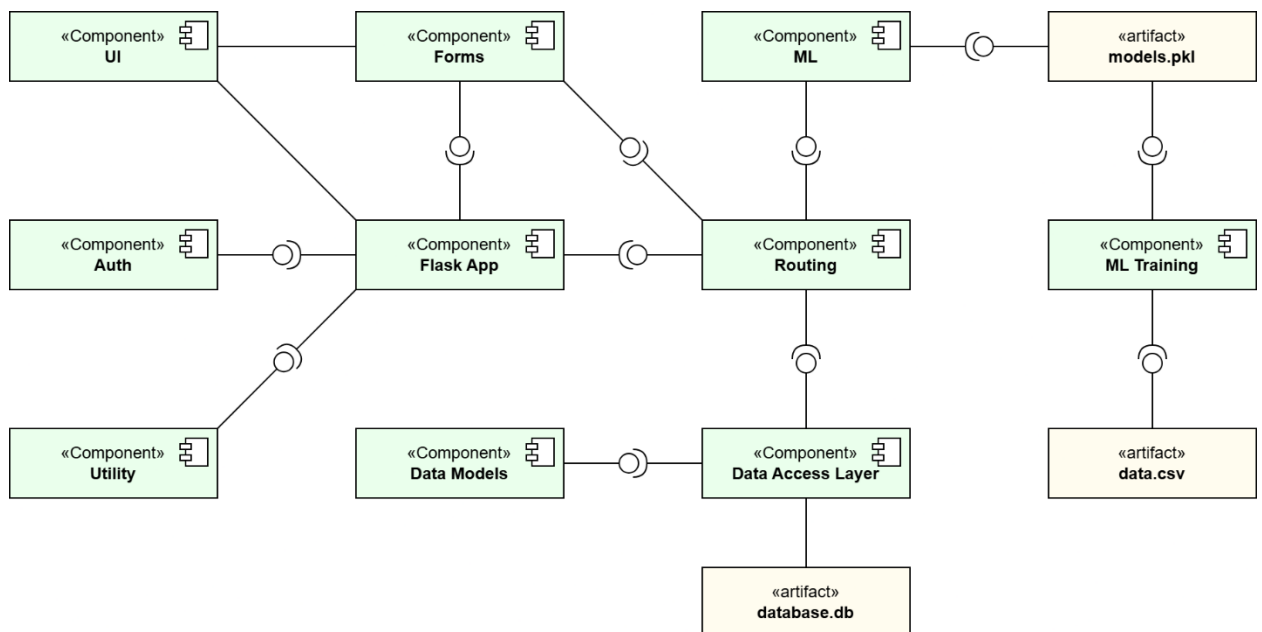 «Component»
UI
«Component»
Forms
«Component»
ML
«artifact»
models.pkl
«Component»
Auth
«Component»
Flask App
«Component»
Routing
«Component»
ML Training
«Component»
Utility
«Component»
Data Models
«Component»
Data Access Layer
«artifact»
data.csv
«artifact»
database.db